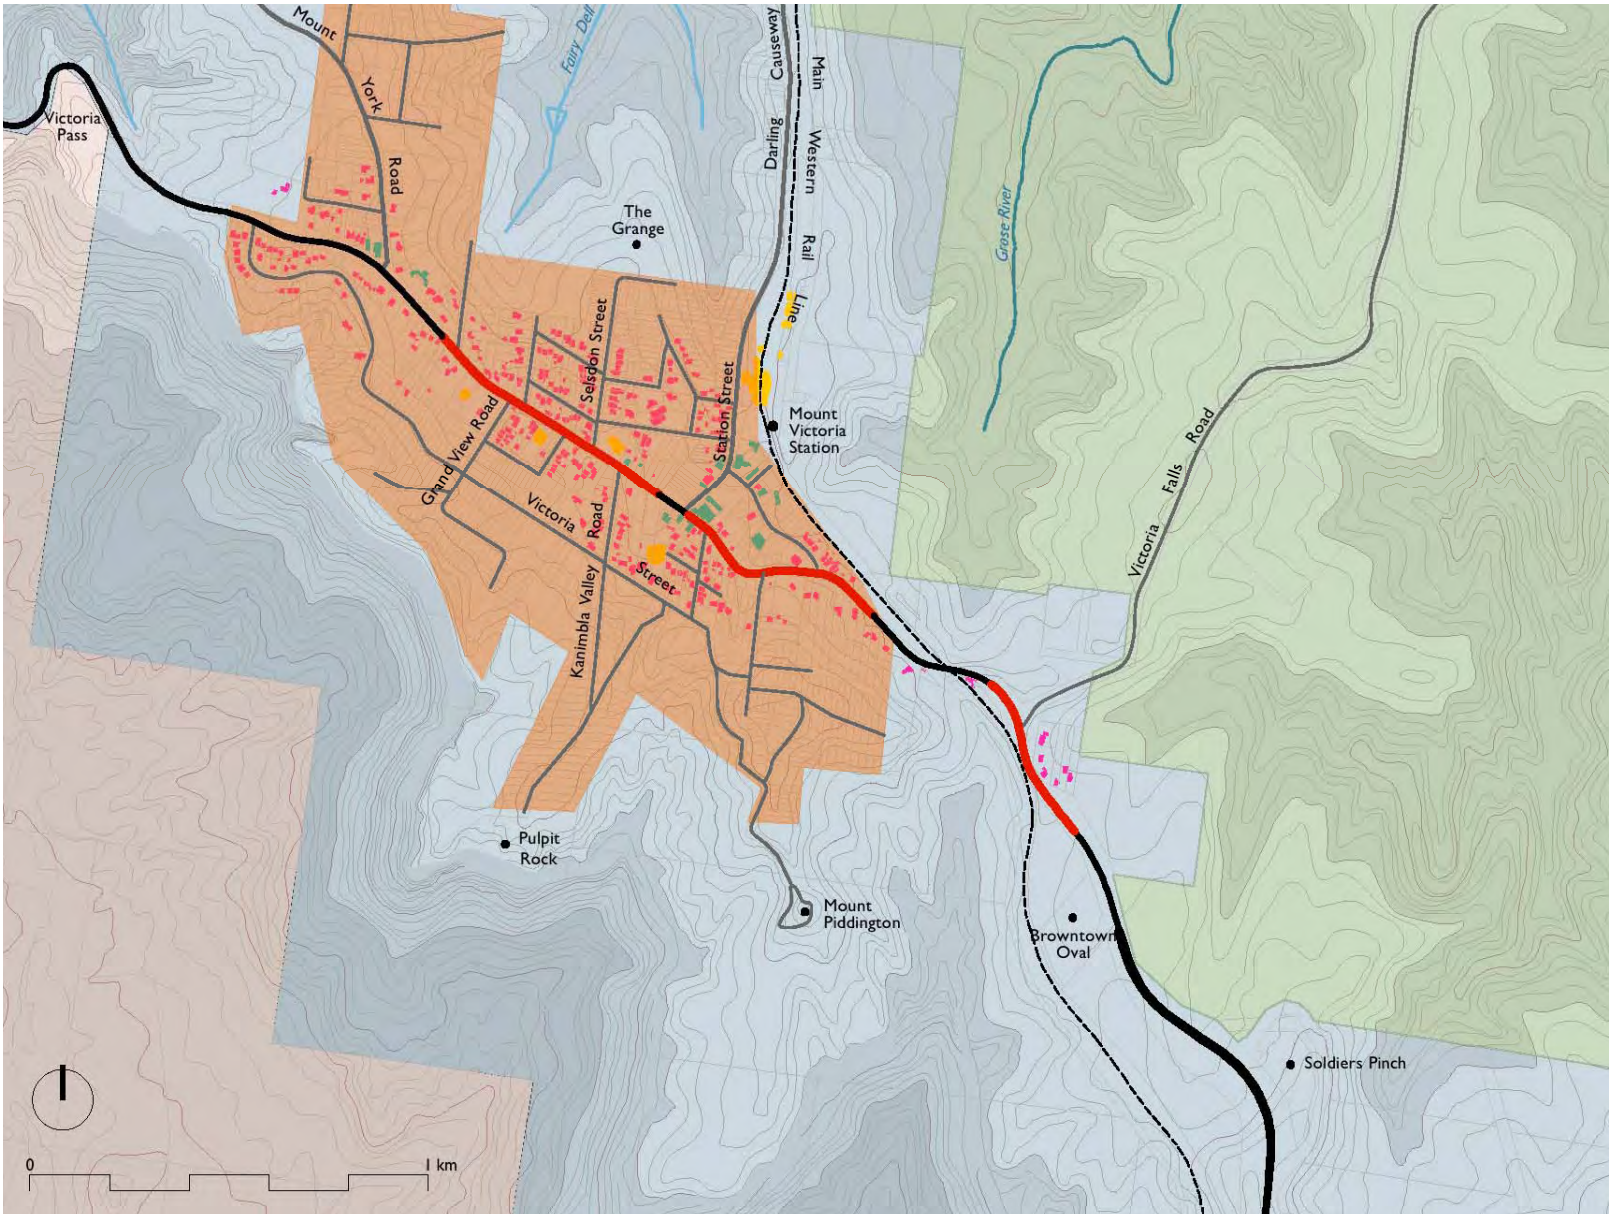 Mount
York
Road
Victoria
Pass
Fairy Dell
Darling Causeway
Main Western Rail Line
The
Grange
Grose River
Selsdon Street
Station Street
Mount
Victoria
Station
Grand View Road
Victoria
Street
Kanimbla Valley Road
Victoria Falls Road
Pulpit
Rock
Mount
Piddington
Browntown
Oval
Soldiers Pinch
0
1 km